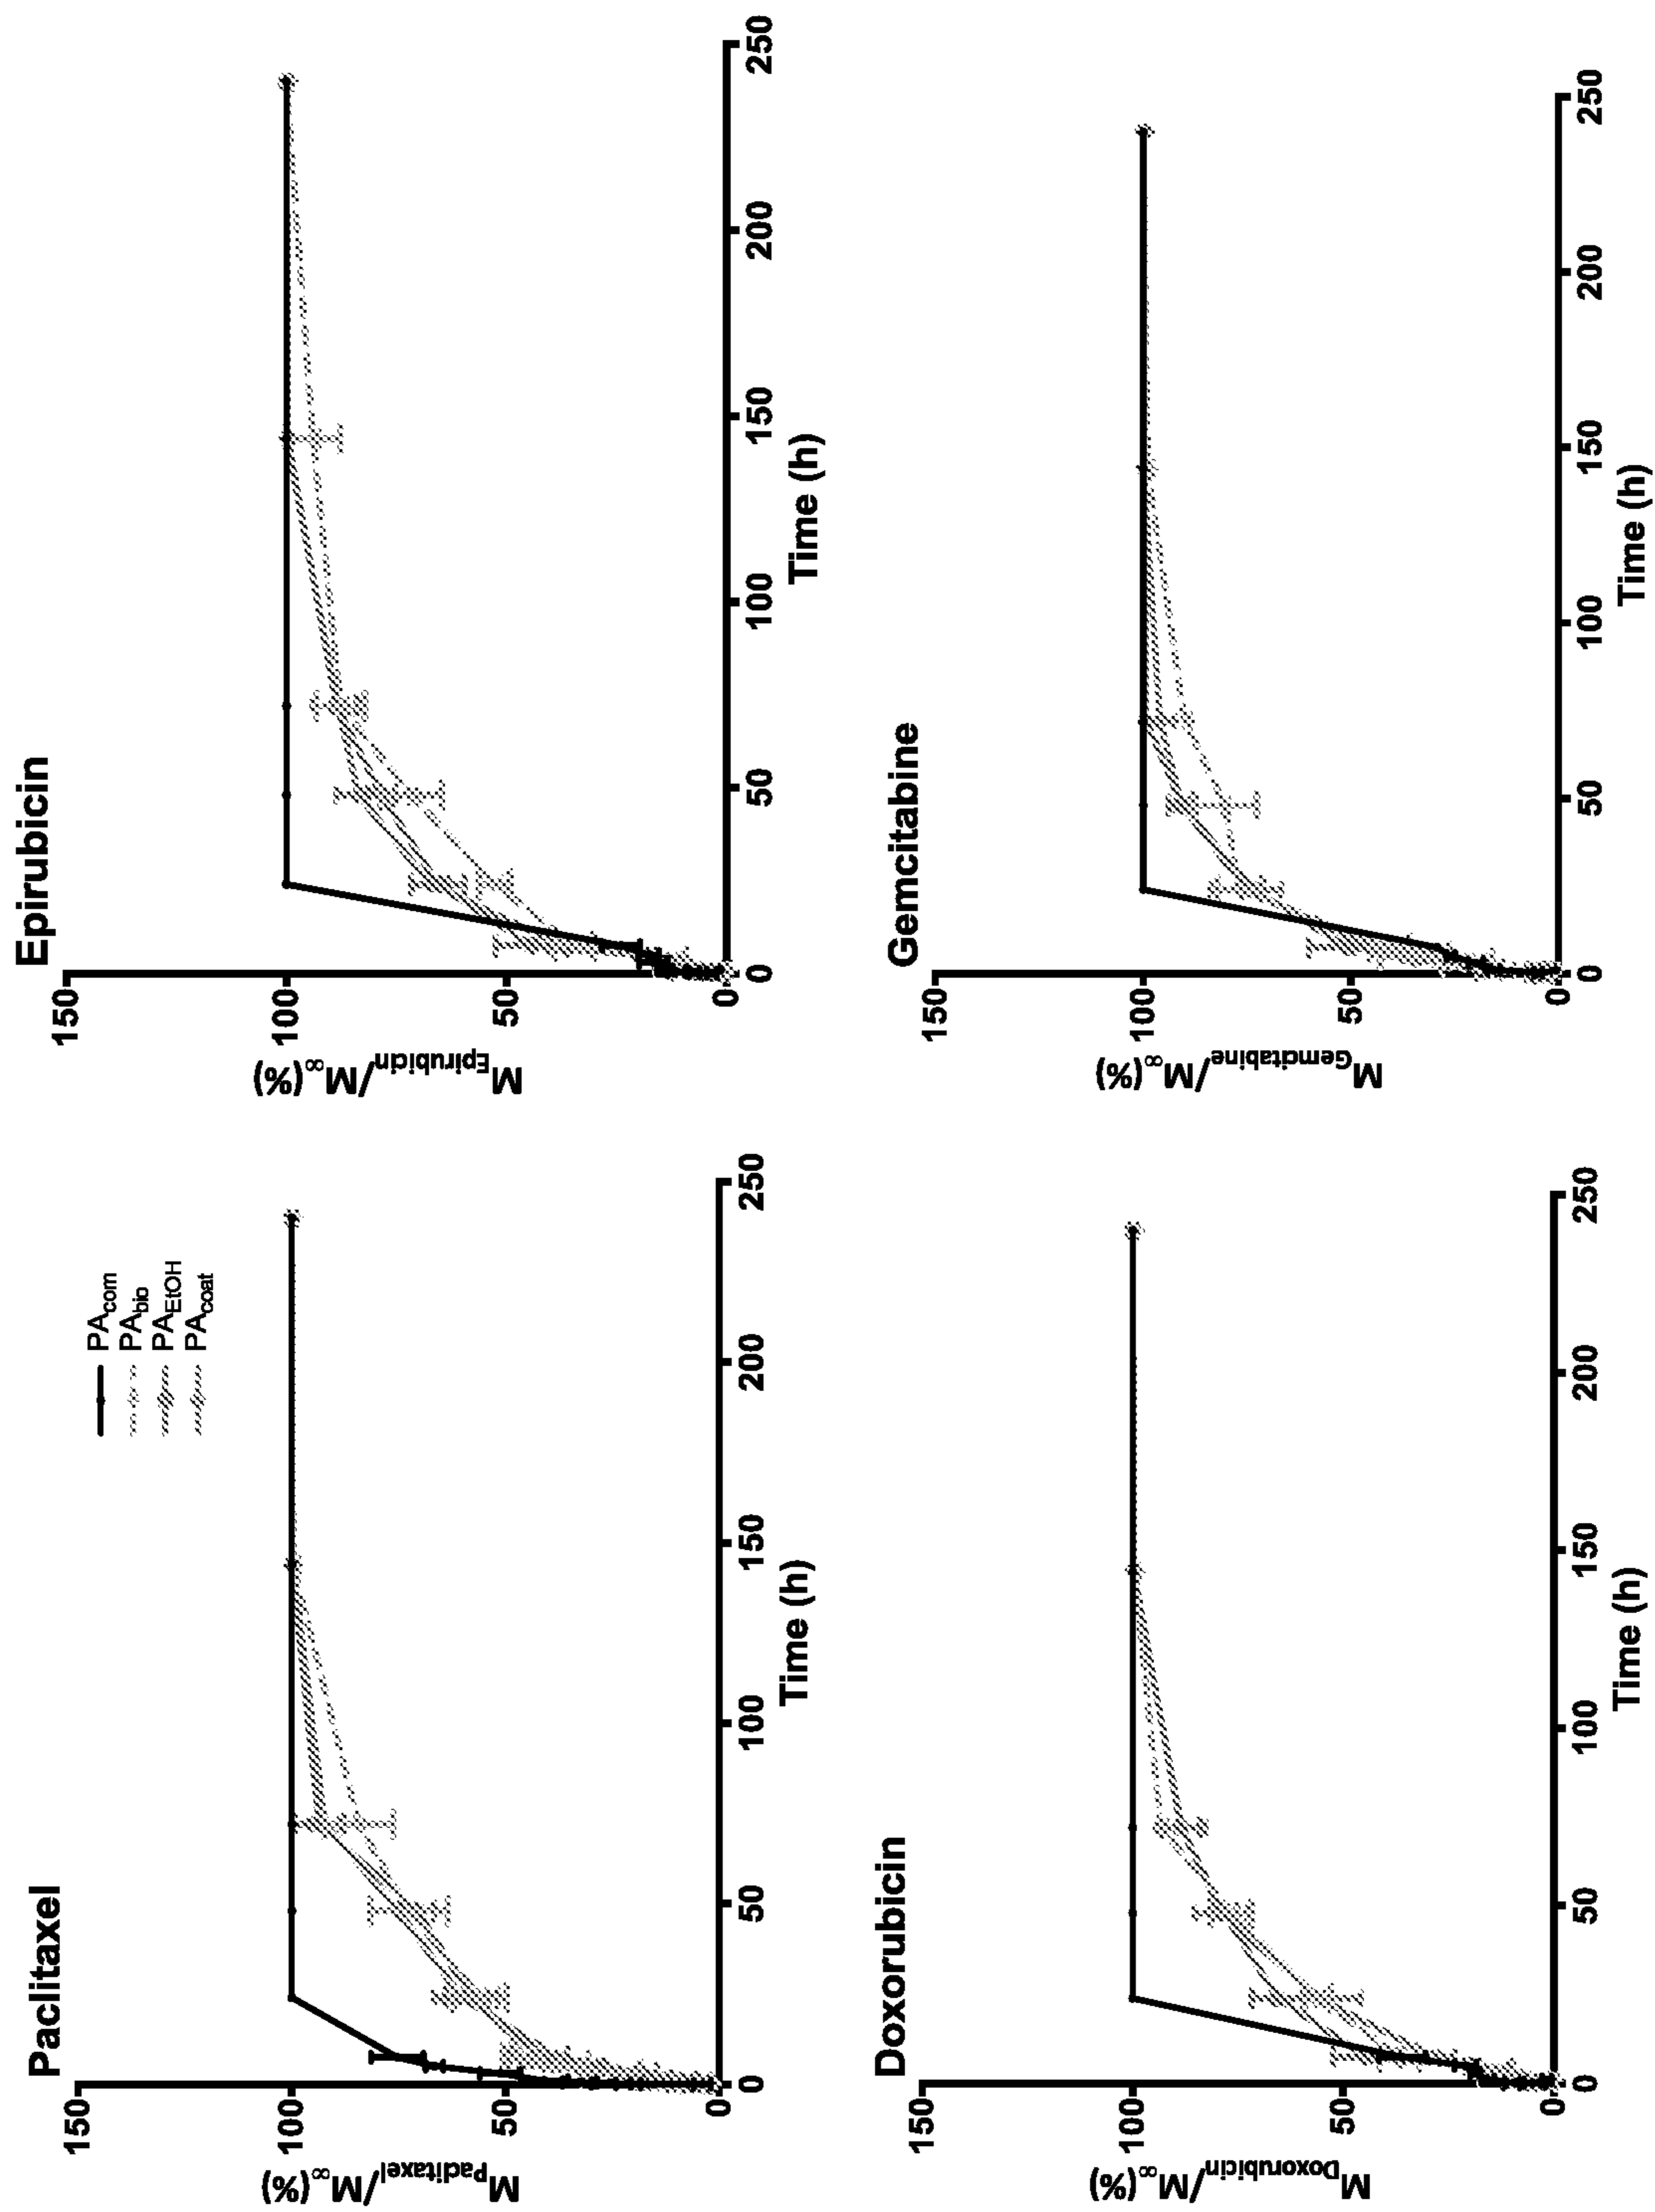 Paclitaxel
M_Paclitaxel/M_∞(%)
150
100
50
0
0
50
100
150
200
250
Time (h)
PA_com
PA_bio
PA_EtOH
PA_coat
Epirubicin
M_Epirubicin/M_∞(%)
150
100
50
0
0
50
100
150
200
250
Time (h)
Doxorubicin
M_Doxorubicin/M_∞(%)
150
100
50
0
0
50
100
150
200
250
Time (h)
Gemcitabine
M_Gemcitabine/M_∞(%)
150
100
50
0
0
50
100
150
200
250
Time (h)